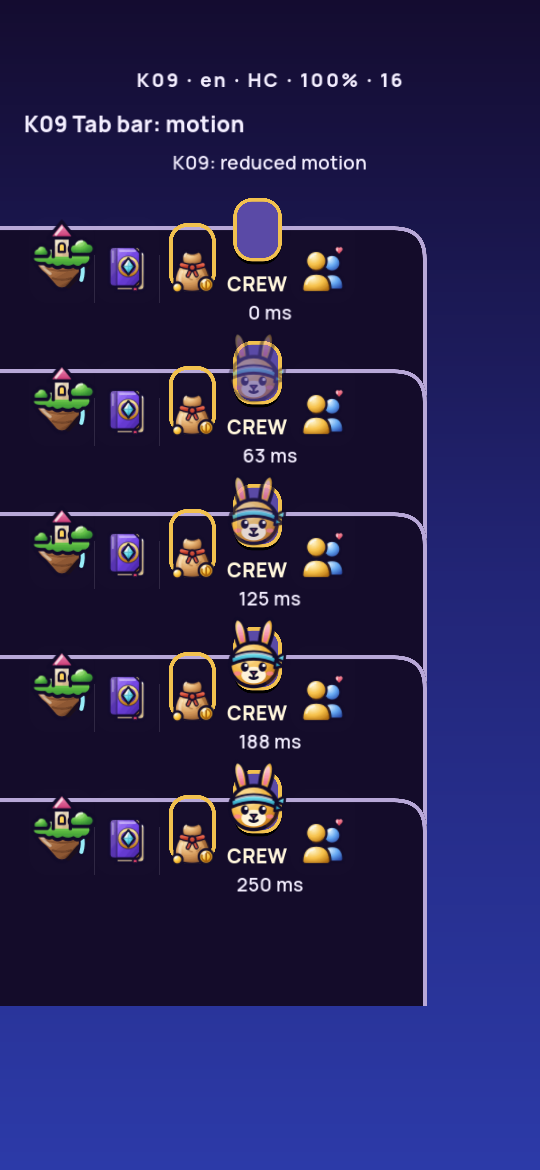 K09 · en · HC · 100% · 16
K09 Tab bar: motion
K09: reduced motion
CREW
0 ms
CREW
63 ms
CREW
125 ms
CREW
188 ms
CREW
250 ms